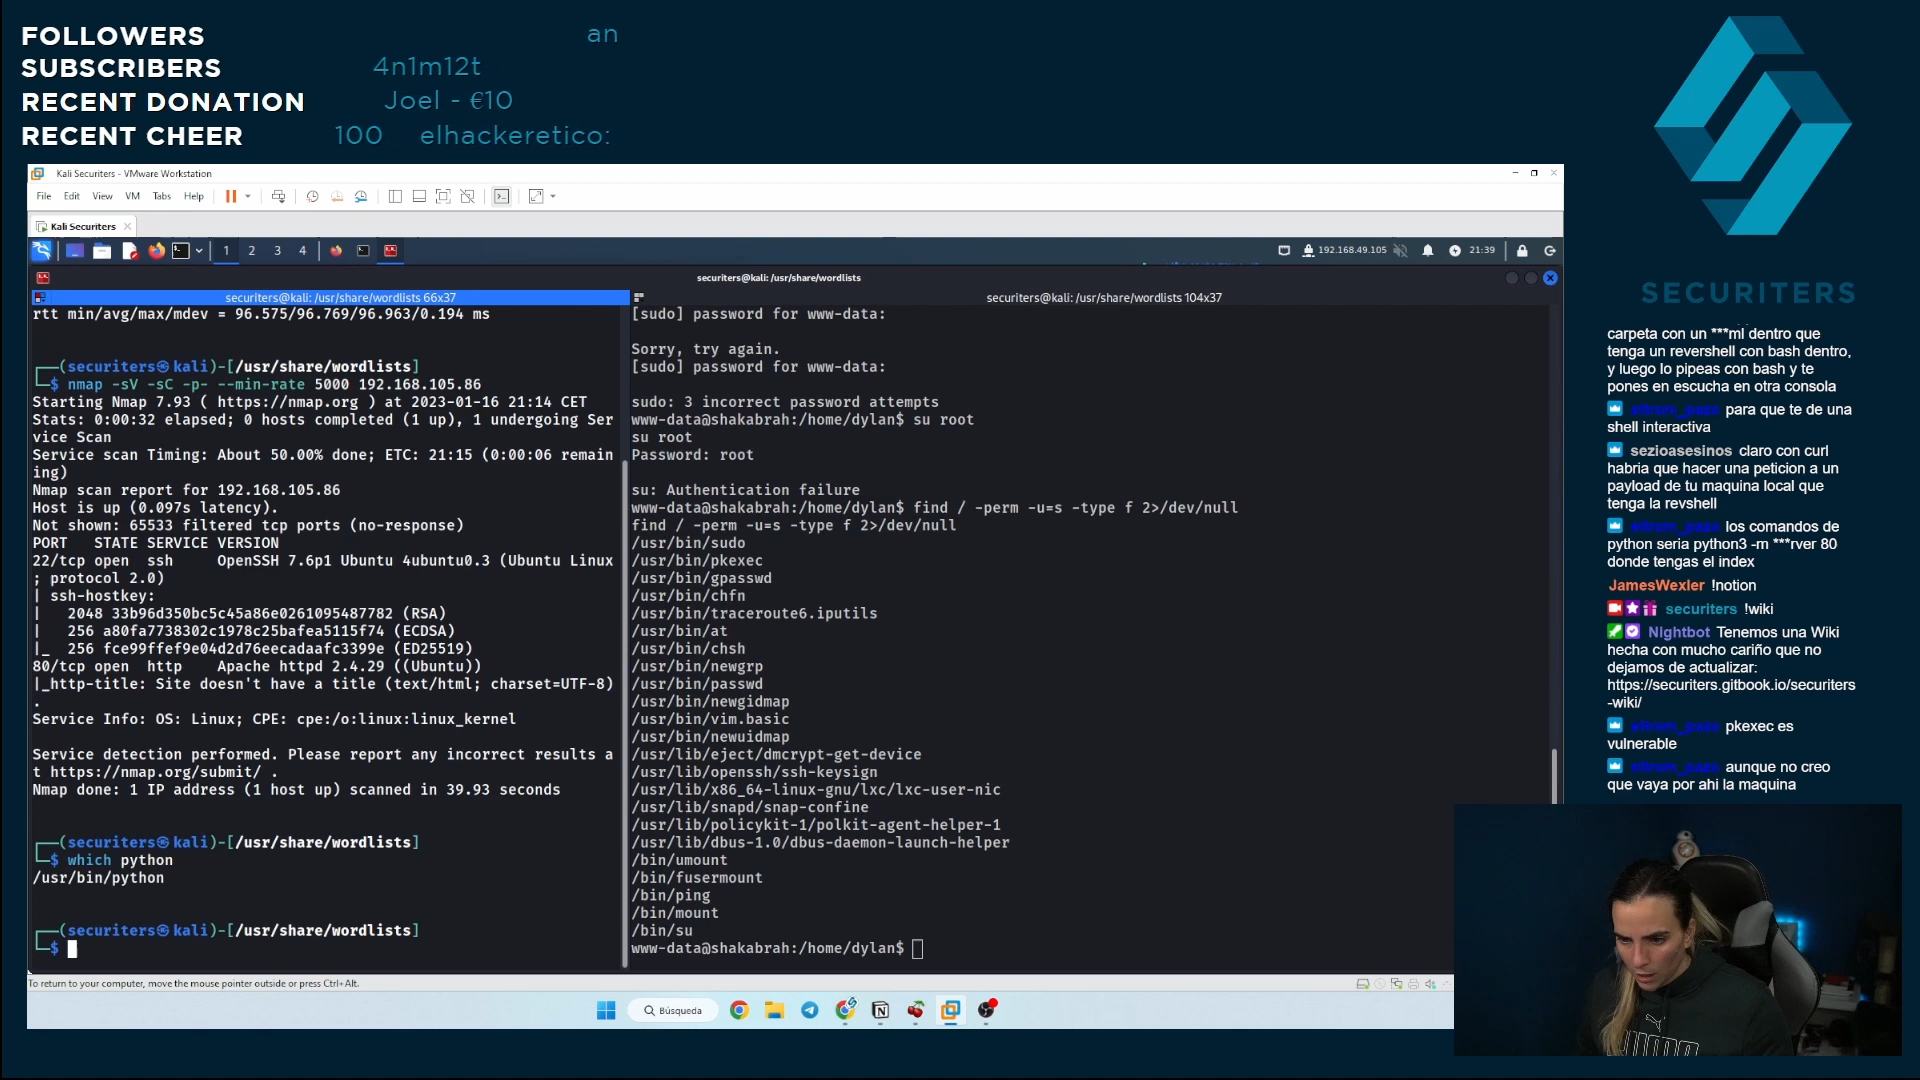 FOLLOWERS
an
SUBSCRIBERS
4n1m12t
RECENT DONATION
Joel - €10
RECENT CHEER
100 elhackeretico:
Kali Securiters - VMware Workstation
File Edit View VM Tabs Help
Kali Securiters
1 2 3 4
192.168.49.105
21:39
securiters@kali: /usr/share/wordlists
securiters@kali: /usr/share/wordlists 66x37
rtt min/avg/max/mdev = 96.575/96.769/96.963/0.194 ms
┌──(securiters㉿kali)-[/usr/share/wordlists]
└─$ nmap -sV -sC -p- --min-rate 5000 192.168.105.86
Starting Nmap 7.93 ( https://nmap.org ) at 2023-01-16 21:14 CET
Stats: 0:00:32 elapsed; 0 hosts completed (1 up), 1 undergoing Ser
vice Scan
Service scan Timing: About 50.00% done; ETC: 21:15 (0:00:06 remain
ing)
Nmap scan report for 192.168.105.86
Host is up (0.097s latency).
Not shown: 65533 filtered tcp ports (no-response)
PORT   STATE SERVICE VERSION
22/tcp open  ssh     OpenSSH 7.6p1 Ubuntu 4ubuntu0.3 (Ubuntu Linux
; protocol 2.0)
| ssh-hostkey:
|   2048 33b96d350bc5c45a86e0261095487782 (RSA)
|   256 a80fa7738302c1978c25bafea5115f74 (ECDSA)
|_  256 fce99ffef9e04d2d76eecadaafc3399e (ED25519)
80/tcp open  http    Apache httpd 2.4.29 ((Ubuntu))
|_http-title: Site doesn't have a title (text/html; charset=UTF-8)
.
Service Info: OS: Linux; CPE: cpe:/o:linux:linux_kernel
Service detection performed. Please report any incorrect results a
t https://nmap.org/submit/ .
Nmap done: 1 IP address (1 host up) scanned in 39.93 seconds
┌──(securiters㉿kali)-[/usr/share/wordlists]
└─$ which python
/usr/bin/python
┌──(securiters㉿kali)-[/usr/share/wordlists]
└─$
securiters@kali: /usr/share/wordlists 104x37
[sudo] password for www-data:
Sorry, try again.
[sudo] password for www-data:
sudo: 3 incorrect password attempts
www-data@shakabrah:/home/dylan$ su root
su root
Password: root
su: Authentication failure
www-data@shakabrah:/home/dylan$ find / -perm -u=s -type f 2>/dev/null
find / -perm -u=s -type f 2>/dev/null
/usr/bin/sudo
/usr/bin/pkexec
/usr/bin/gpasswd
/usr/bin/chfn
/usr/bin/traceroute6.iputils
/usr/bin/at
/usr/bin/chsh
/usr/bin/newgrp
/usr/bin/passwd
/usr/bin/newgidmap
/usr/bin/vim.basic
/usr/bin/newuidmap
/usr/lib/eject/dmcrypt-get-device
/usr/lib/openssh/ssh-keysign
/usr/lib/x86_64-linux-gnu/lxc/lxc-user-nic
/usr/lib/snapd/snap-confine
/usr/lib/policykit-1/polkit-agent-helper-1
/usr/lib/dbus-1.0/dbus-daemon-launch-helper
/bin/umount
/bin/fusermount
/bin/ping
/bin/mount
/bin/su
www-data@shakabrah:/home/dylan$
To return to your computer, move the mouse pointer outside or press Ctrl+Alt.
Búsqueda
SECURITERS
carpeta con un ***ml dentro que
tenga un revershell con bash dentro,
y luego lo pipeas con bash y te
pones en escucha en otra consola
para que te de una
shell interactiva
sezioasesinos claro con curl
habria que hacer una peticion a un
payload de tu maquina local que
tenga la revshell
los comandos de
python seria python3 -m ***rver 80
donde tengas el index
JamesWexler !notion
securiters !wiki
Nightbot Tenemos una Wiki
hecha con mucho cariño que no
dejamos de actualizar:
https://securiters.gitbook.io/securiters
-wiki/
pkexec es
vulnerable
aunque no creo
que vaya por ahi la maquina